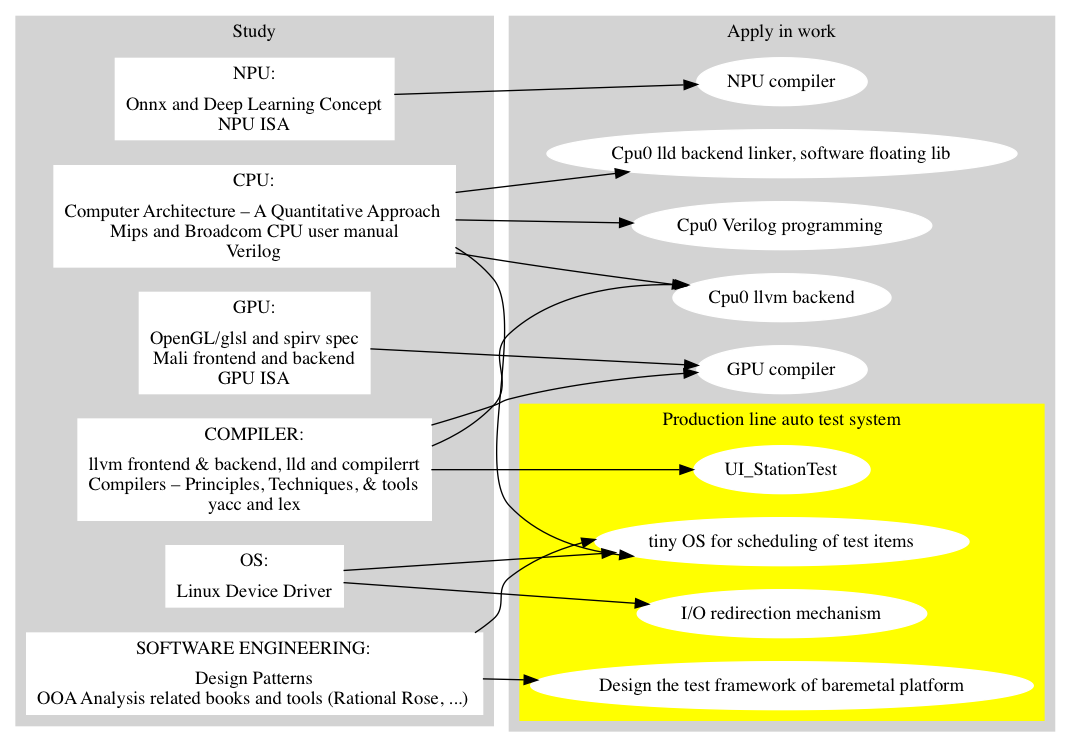 Study
NPU:
Onnx and Deep Learning Concept
NPU ISA
CPU:
Computer Architecture – A Quantitative Approach
Mips and Broadcom CPU user manual
Verilog
GPU:
OpenGL/glsl and spirv spec
Mali frontend and backend
GPU ISA
COMPILER:
llvm frontend & backend, lld and compilerrt
Compilers – Principles, Techniques, & tools
yacc and lex
OS:
Linux Device Driver
SOFTWARE ENGINEERING:
Design Patterns
OOA Analysis related books and tools (Rational Rose, ...)
Apply in work
NPU compiler
Cpu0 lld backend linker, software floating lib
Cpu0 Verilog programming
Cpu0 llvm backend
GPU compiler
Production line auto test system
UI_StationTest
tiny OS for scheduling of test items
I/O redirection mechanism
Design the test framework of baremetal platform